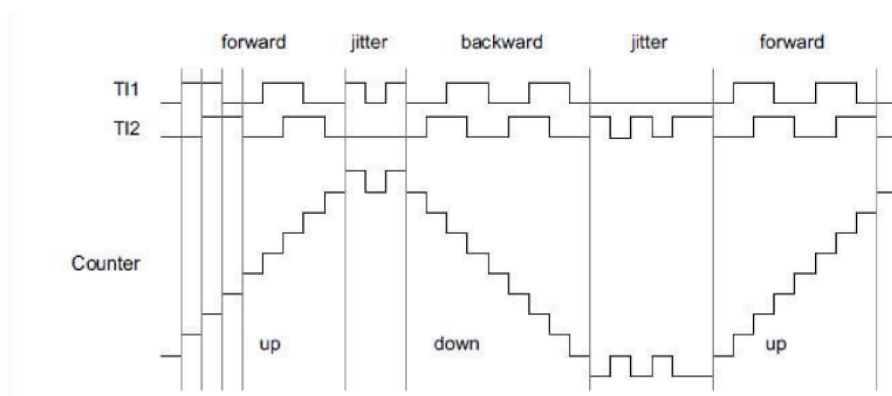 forward jitter backward jitter forward
TI1
TI2
Counter
up down up